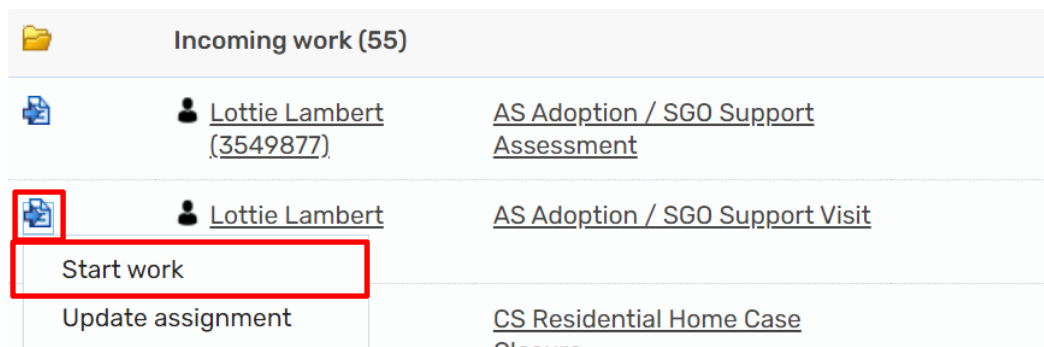 Incoming work (55)
Lottie Lambert
(3549877)
AS Adoption / SGO Support
Assessment
Lottie Lambert
AS Adoption / SGO Support Visit
Start work
Update assignment
CS Residential Home Case